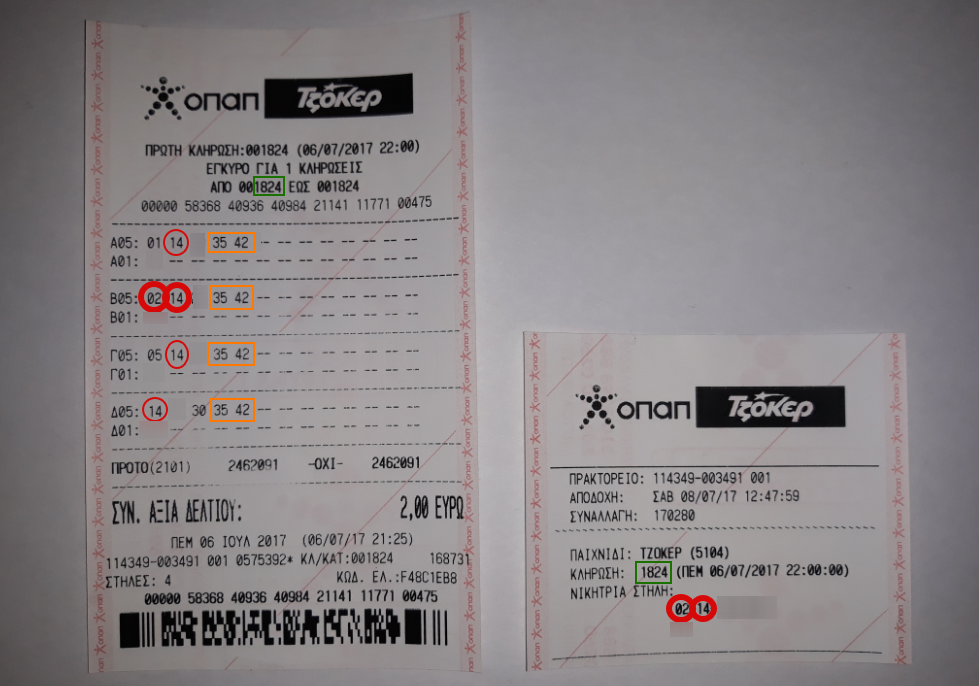 οπαπ Τζόκερ
ΠΡΩΤΗ ΚΛΗΡΩΣΗ:001824 (06/07/2017 22:00)
ΕΓΚΥΡΟ ΓΙΑ 1 ΚΛΗΡΩΣΕΙΣ
ΑΠΟ 001824 ΕΩΣ 001824
00000 58368 40936 40984 21141 11771 00475
Α05: 01 14 35 42 -- -- -- -- -- -- --
Α01: -- -- -- -- -- -- -- -- -- -- --
Β05: 02 14 35 42 -- -- -- -- -- -- --
Β01: -- -- -- -- -- -- -- -- -- -- --
Γ05: 05 14 35 42 -- -- -- -- -- -- --
Γ01: -- -- -- -- -- -- -- -- -- -- --
Δ05: 14 30 35 42 -- -- -- -- -- -- --
Δ01: -- -- -- -- -- -- -- -- -- -- --
ΠΡΟΤΟ(2101) 2462091 -ΟΧΙ- 2462091
ΣΥΝ. ΑΞΙΑ ΔΕΛΤΙΟΥ: 2,00 ΕΥΡΩ
ΠΕΜ 06 ΙΟΥΛ 2017 (06/07/17 21:25)
114349-003491 001 0575392* ΚΛ/ΚΑΤ:001824 168731
ΣΤΗΛΕΣ: 4 ΚΩΔ. ΕΛ.:F48C1EB8
00000 58368 40936 40984 21141 11771 00475
οπαπ Τζόκερ
ΠΡΑΚΤΟΡΕΙΟ: 114349-003491 001
ΑΠΟΔΟΧΗ: ΣΑΒ 08/07/17 12:47:59
ΣΥΝΑΛΛΑΓΗ: 170280
ΠΑΙΧΝΙΔΙ: ΤΖΟΚΕΡ (5104)
ΚΛΗΡΩΣΗ: 1824 (ΠΕΜ 06/07/2017 22:00:00)
ΝΙΚΗΤΡΙΑ ΣΤΗΛΗ:
02 14